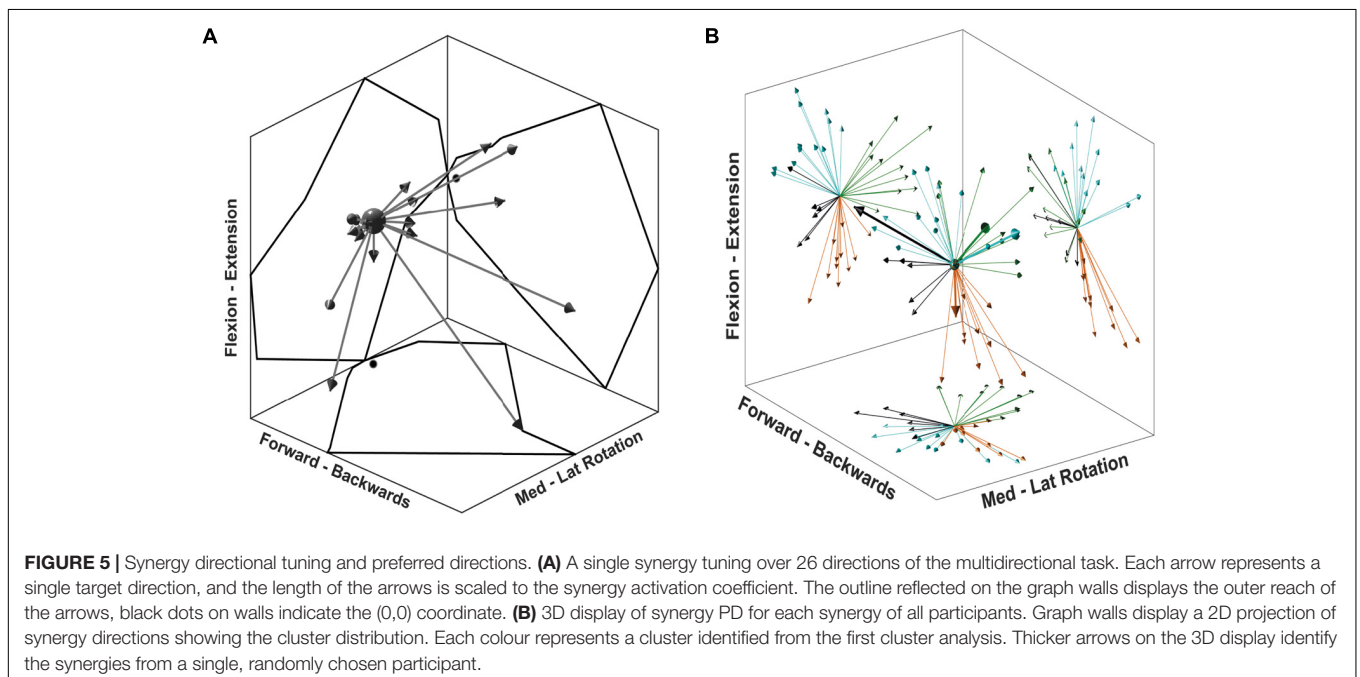 A
B
Flexion - Extension
Forward - Backwards
Med - Lat Rotation
Flexion - Extension
Forward - Backwards
Med - Lat Rotation
FIGURE 5 | Synergy directional tuning and preferred directions. (A) A single synergy tuning over 26 directions of the multidirectional task. Each arrow represents a
single target direction, and the length of the arrows is scaled to the synergy activation coefficient. The outline reflected on the graph walls displays the outer reach of
the arrows, black dots on walls indicate the (0,0) coordinate. (B) 3D display of synergy PD for each synergy of all participants. Graph walls display a 2D projection of
synergy directions showing the cluster distribution. Each colour represents a cluster identified from the first cluster analysis. Thicker arrows on the 3D display identify
the synergies from a single, randomly chosen participant.